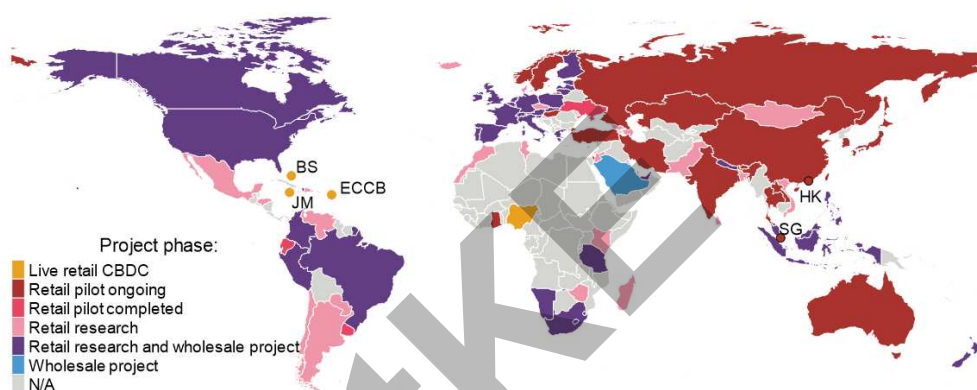 BS
ECCB
JM
HK
SG
Project phase:
Live retail CBDC
Retail pilot ongoing
Retail pilot completed
Retail research
Retail research and wholesale project
Wholesale project
N/A